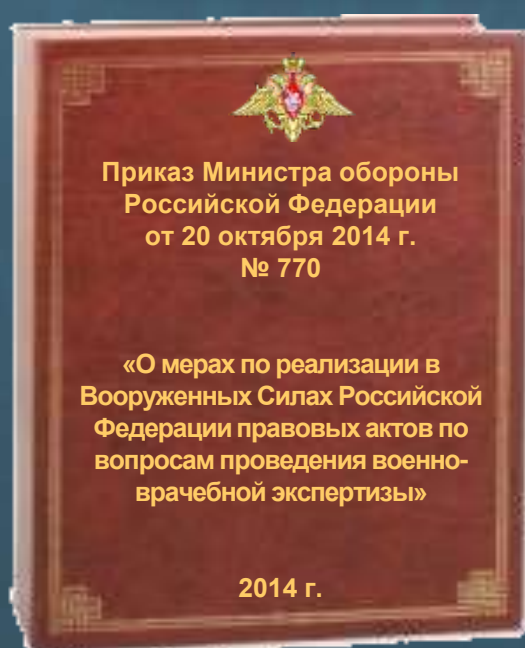 Приказ Министра обороны
Российской Федерации
от 20 октября 2014 г.
№ 770
«О мерах по реализации в
Вооруженных Силах Российской
Федерации правовых актов по
вопросам проведения военно-
врачебной экспертизы»
2014 г.